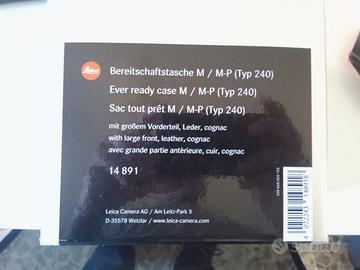 Leica
Bereitschaftstasche M / M-P (Typ 240)
Ever ready case M / M-P (Typ 240)
Sac tout prêt M / M-P (Typ 240)
mit großem Vorderteil, Leder, cognac
with large front, leather, cognac
avec grande partie antérieure, cuir, cognac
14 891
Leica Camera AG / Am Leitz-Park 5
D-35578 Wetzlar / www.leica-camera.com
subito